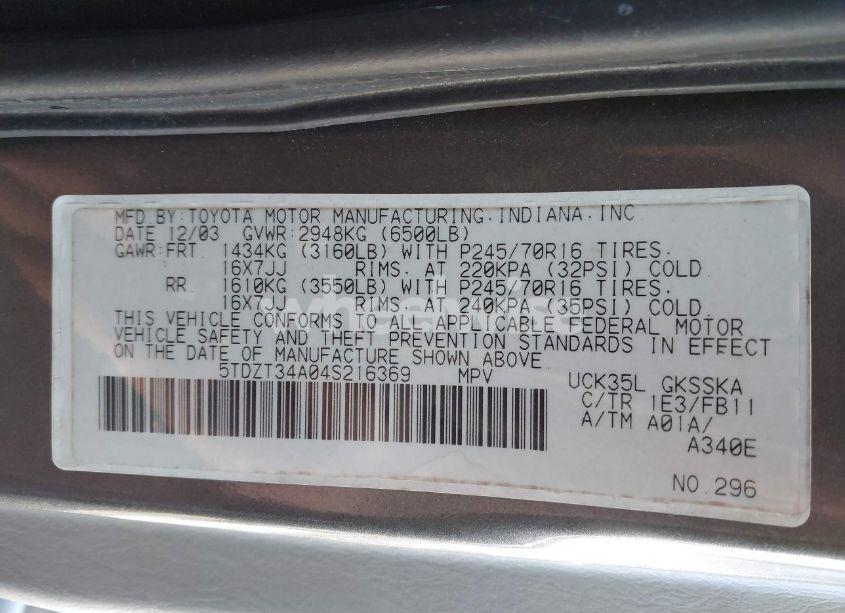 MFD.BY:TOYOTA MOTOR MANUFACTURING.INDIANA.INC.
DATE 12/03 GVWR:2948KG (6500LB)
GAWR:FRT. 1434KG (3160LB) WITH P245/70R16 TIRES.
16X7JJ RIMS. AT 220KPA (32PSI) COLD.
RR. 1610KG (3550LB) WITH P245/70R16 TIRES.
16X7JJ RIMS. AT 240KPA (35PSI) COLD.
THIS VEHICLE CONFORMS TO ALL APPLICABLE FEDERAL MOTOR
VEHICLE SAFETY AND THEFT PREVENTION STANDARDS IN EFFECT
ON THE DATE OF MANUFACTURE SHOWN ABOVE.
5TDZT34A04S216369 MPV
UCK35L GKSSKA
C/TR 1E3/FB11
A/TM A01A/
A340E
NO.296